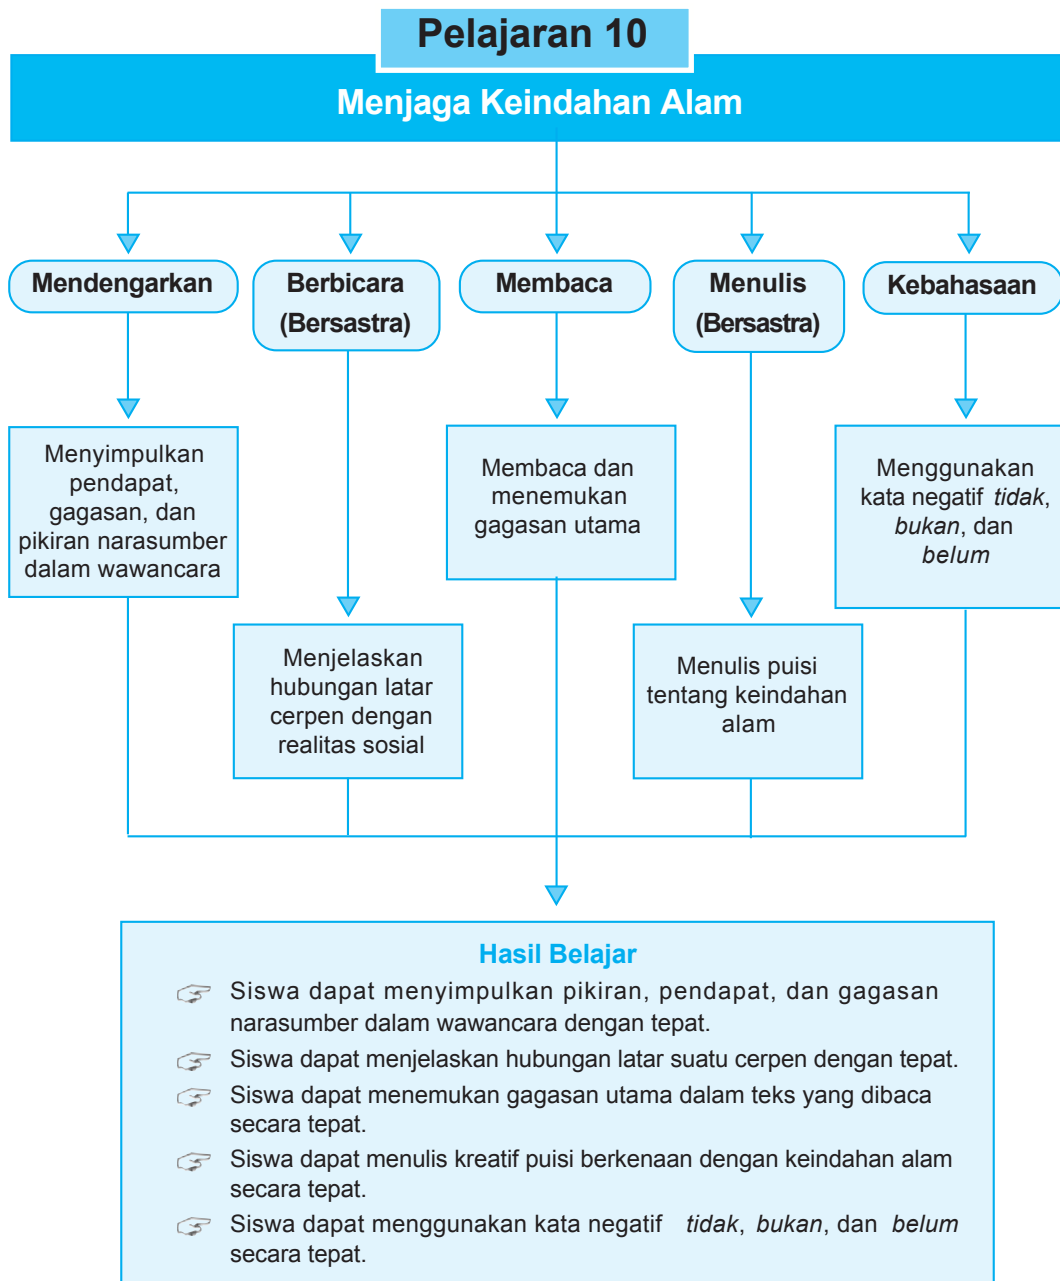 Pelajaran 10
Menjaga Keindahan Alam
Mendengarkan
Berbicara
(Bersastra)
Membaca
Menulis
(Bersastra)
Kebahasaan
Menyimpulkan
pendapat,
gagasan, dan
pikiran narasumber
dalam wawancara
Menjelaskan
hubungan latar
cerpen dengan
realitas sosial
Membaca dan
menemukan
gagasan utama
Menulis puisi
tentang keindahan
alam
Menggunakan
kata negatif tidak,
bukan, dan
belum
Hasil Belajar
Siswa dapat menyimpulkan pikiran, pendapat, dan gagasan
narasumber dalam wawancara dengan tepat.
Siswa dapat menjelaskan hubungan latar suatu cerpen dengan tepat.
Siswa dapat menemukan gagasan utama dalam teks yang dibaca
secara tepat.
Siswa dapat menulis kreatif puisi berkenaan dengan keindahan alam
secara tepat.
Siswa dapat menggunakan kata negatif tidak, bukan, dan belum
secara tepat.